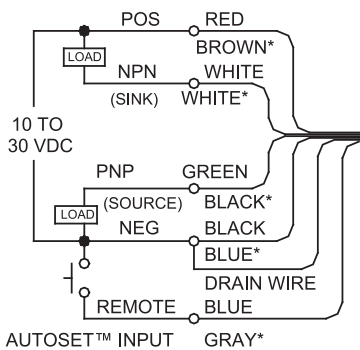 POS RED
LOAD BROWN*
NPN WHITE
(SINK) WHITE*
10 TO
30 VDC
PNP GREEN
(SOURCE) BLACK*
LOAD
NEG BLACK
BLUE*
DRAIN WIRE
REMOTE BLUE
AUTOSET™ INPUT GRAY*